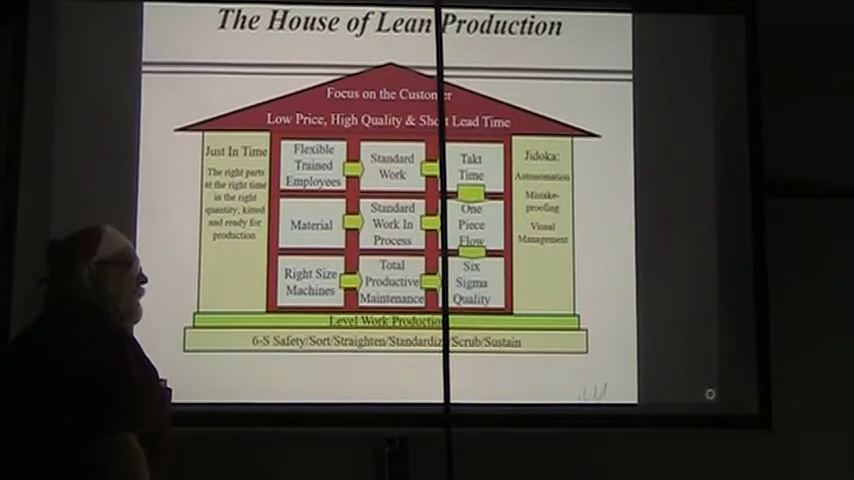 The House of Lean Production
Focus on the Customer
Low Price, High Quality & Short Lead Time
Just In Time
The right parts
at the right time
in the right
quantity, kitted
and ready for
production
Flexible
Trained
Employees
Standard
Work
Takt
Time
Material
Standard
Work In
Process
One
Piece
Flow
Right Size
Machines
Total
Productive
Maintenance
Six
Sigma
Quality
Jidoka:
Autonomation
Mistake-
proofing
Visual
Management
Level Work Production
6-S Safety/Sort/Straighten/Standardize/Scrub/Sustain